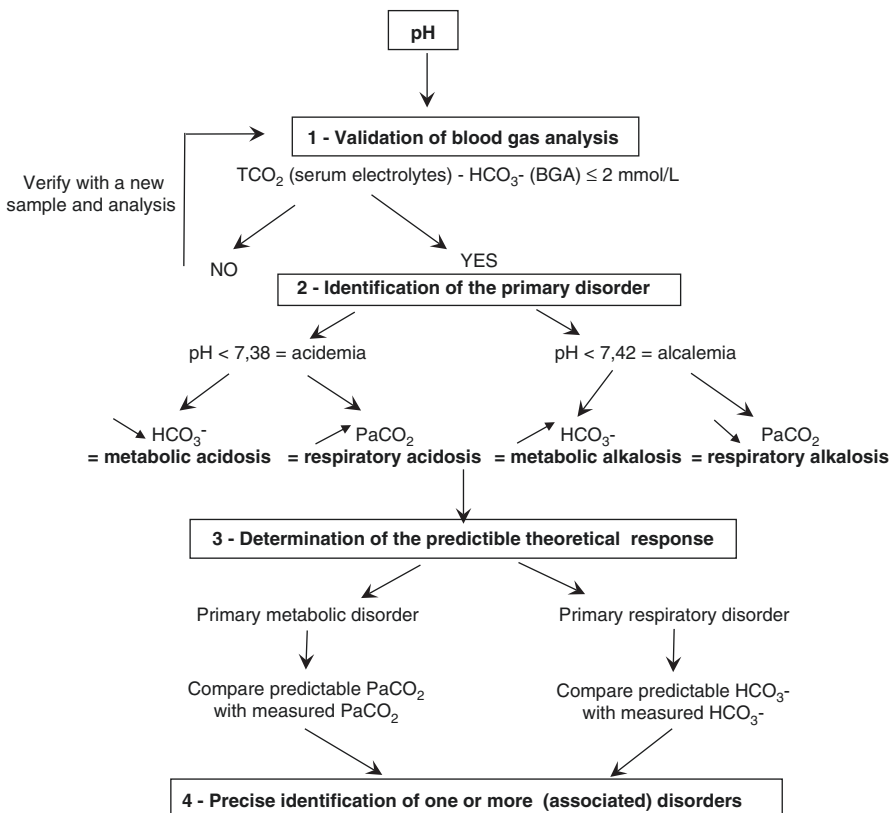 pH
1 - Validation of blood gas analysis
TCO₂ (serum electrolytes) - HCO₃- (BGA) ≤ 2 mmol/L
Verify with a new
sample and analysis
NO
YES
2 - Identification of the primary disorder
pH < 7,38 = acidemia
pH < 7,42 = alcalemia
HCO₃-
= metabolic acidosis
PaCO₂
= respiratory acidosis
HCO₃-
= metabolic alkalosis
PaCO₂
= respiratory alkalosis
3 - Determination of the predictible theoretical response
Primary metabolic disorder
Primary respiratory disorder
Compare predictable PaCO₂
with measured PaCO₂
Compare predictable HCO₃-
with measured HCO₃-
4 - Precise identification of one or more (associated) disorders